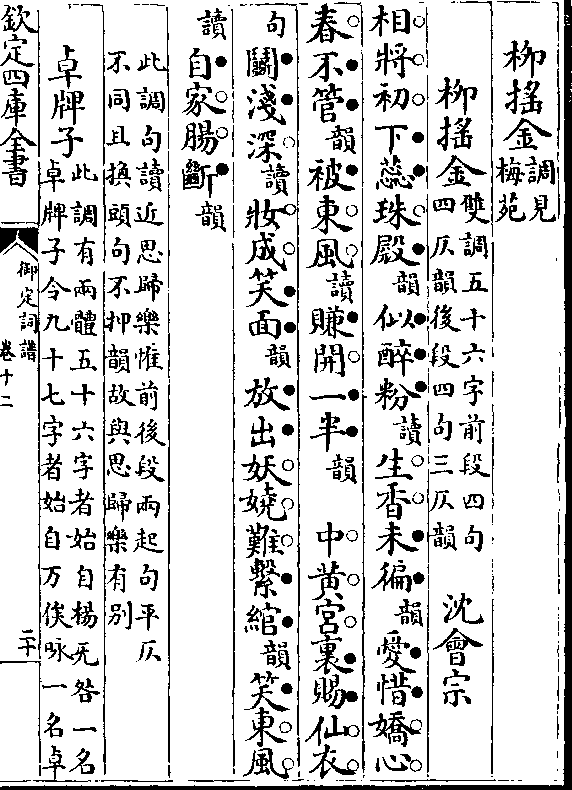 柳揺金調見
梅苑
柳揺金雙調五十六字前段四句
四仄韻後段四句三仄韻 沈會宗
相將初下蕊珠殿韻似醉粉讀生香未徧韻愛惜嬌心
春不管韻被東風讀賺開一半韻 中黃宮裏賜仙衣
句鬬淺深讀妝成笑面韻放出妖嬈難繫綰韻笑東風
讀自家腸斷韻
此調句讀近思歸樂惟前後段兩起句平仄
不同且換頭句不押韻故與思歸樂有別
卓牌子此調有兩體五十六字者始自楊无咎一名
卓牌子令九十七字者始自万俟咏一名卓
欽定四庫全書
御定詞譜
卷十二
二十